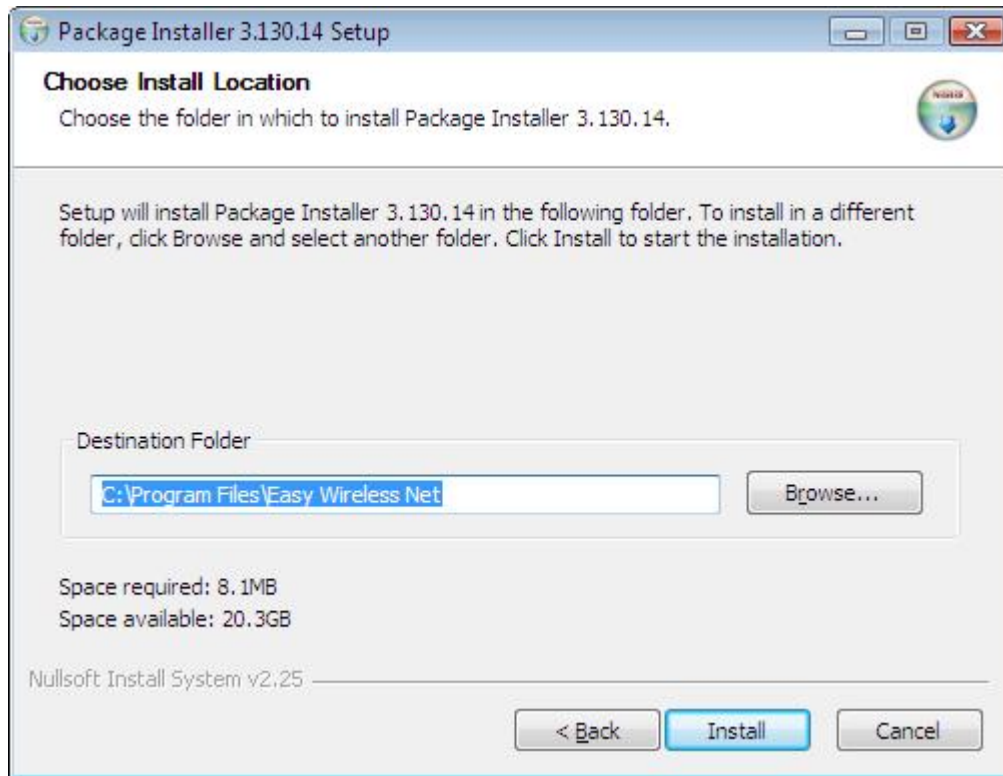 Package Installer 3.130.14 Setup
Choose Install Location
Choose the folder in which to install Package Installer 3.130.14.
Setup will install Package Installer 3.130.14 in the following folder. To install in a different
folder, click Browse and select another folder. Click Install to start the installation.
Destination Folder
C:\Program Files\Easy Wireless Net
Browse...
Space required: 8.1MB
Space available: 20.3GB
Nullsoft Install System v2.25
< Back
Install
Cancel